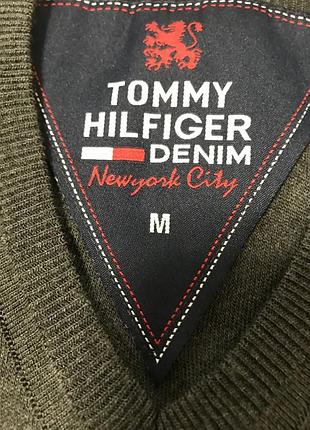 TOMMY
HILFIGER
DENIM
Newyork City
M